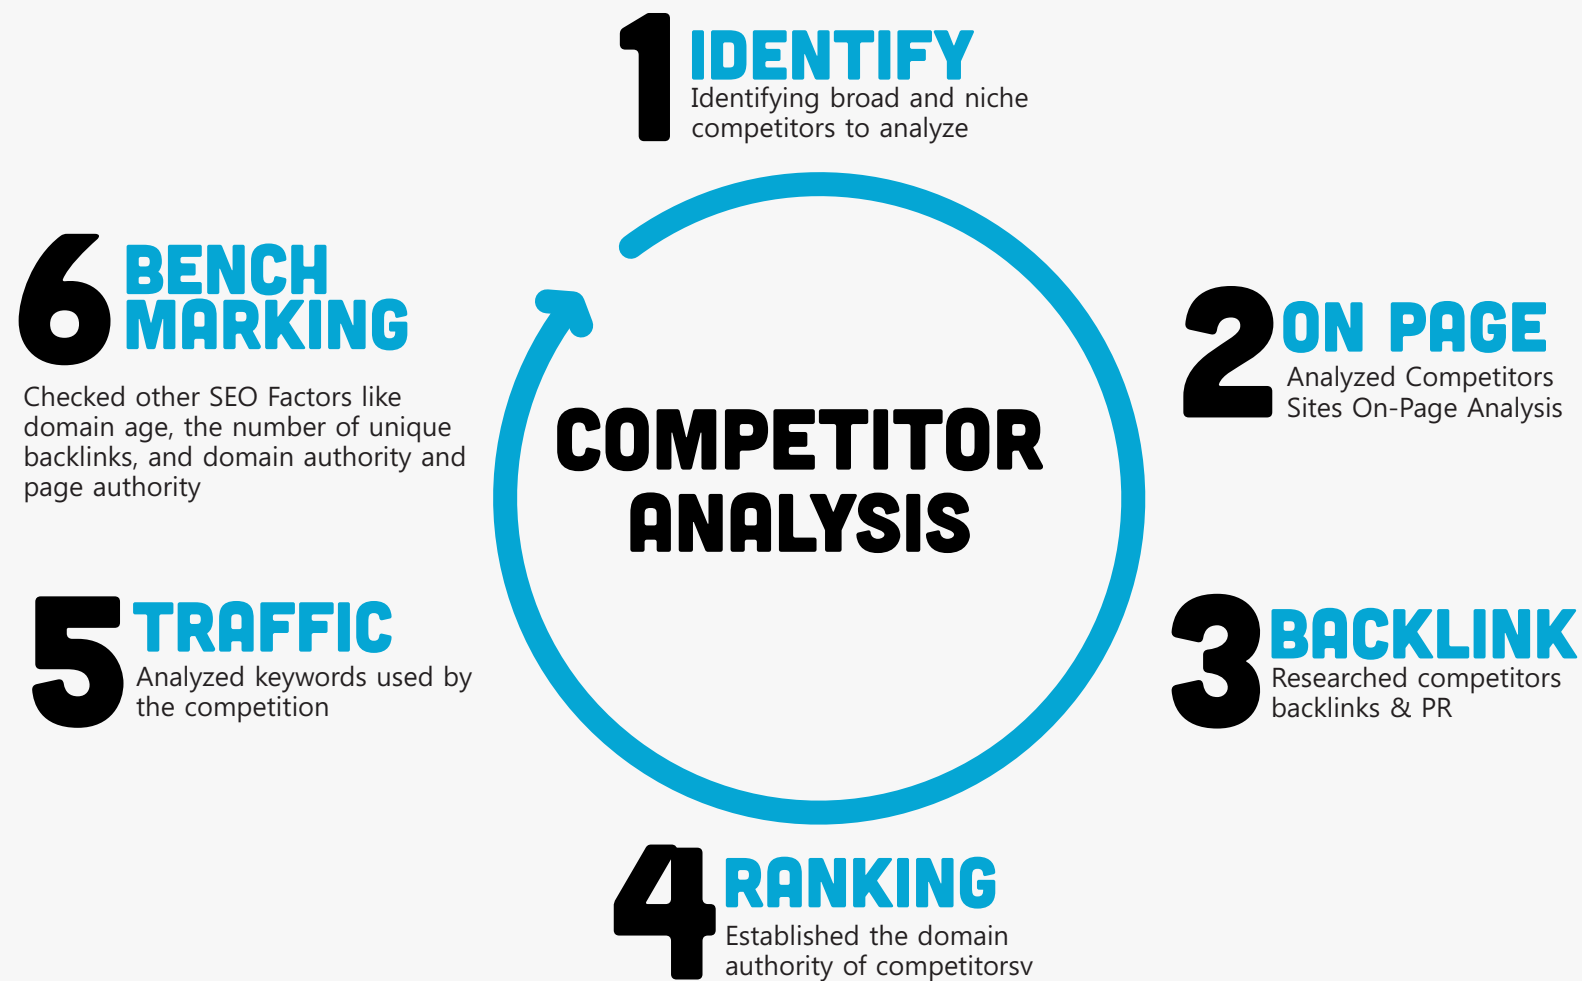 1 IDENTIFY
Identifying broad and niche
competitors to analyze
2 ON PAGE
Analyzed Competitors
Sites On-Page Analysis
3 BACKLINK
Researched competitors
backlinks & PR
4 RANKING
Established the domain
authority of competitorsv
5 TRAFFIC
Analyzed keywords used by
the competition
6 BENCH
MARKING
Checked other SEO Factors like
domain age, the number of unique
backlinks, and domain authority and
page authority
COMPETITOR
ANALYSIS